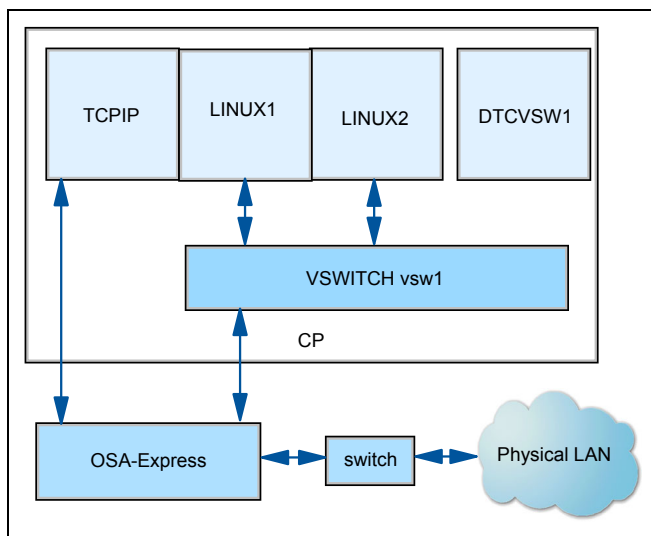 TCPIP
LINUX1
LINUX2
DTCVSW1
VSWITCH vsw1
CP
OSA-Express
switch
Physical LAN